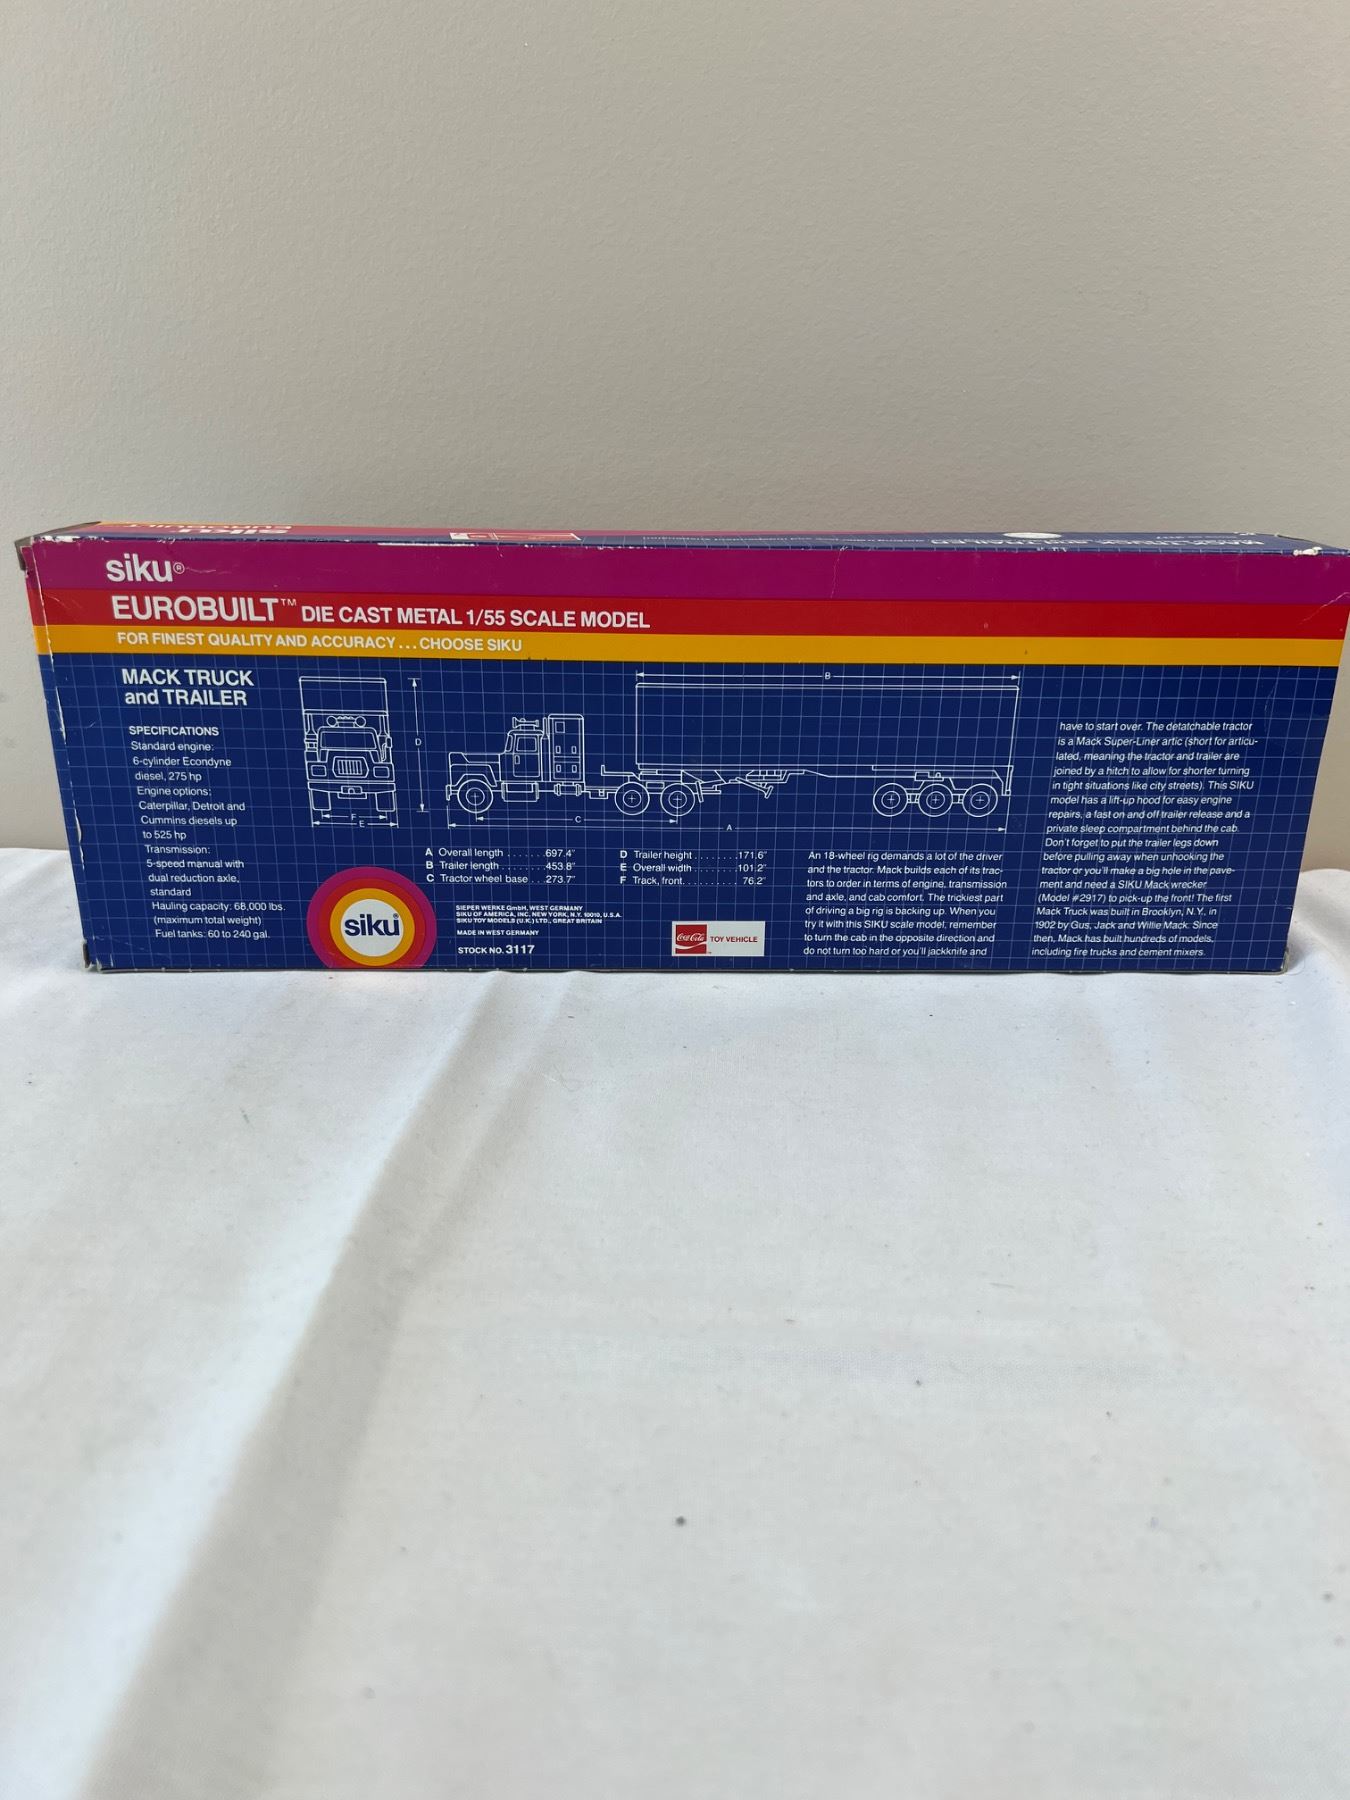 siku®
EUROBUILT™ DIE CAST METAL 1/55 SCALE MODEL
FOR FINEST QUALITY AND ACCURACY ... CHOOSE SIKU
MACK TRUCK
and TRAILER
SPECIFICATIONS
Standard engine:
6-cylinder Econdyne
diesel, 275 hp
Engine options:
Caterpillar, Detroit and
Cummins diesels up
to 525 hp
Transmission:
5-speed manual with
dual reduction axle,
standard
Hauling capacity: 68,000 lbs.
(maximum total weight)
Fuel tanks: 60 to 240 gal.
D
F
E
B
C
A
A Overall length ....... 697.4"
B Trailer length ........ 453.8"
C Tractor wheel base ... 273.7"
D Trailer height ........ 171.6"
E Overall width ........ 101.2"
F Track, front .......... 76.2"
siku®
SIEPER WERKE GmbH, WEST GERMANY
SIKU OF AMERICA, INC. NEW YORK, N.Y. 10010, U.S.A.
SIKU TOY MODELS (U.K.) LTD., GREAT BRITAIN
MADE IN WEST GERMANY
STOCK NO. 3117
Coca-Cola TOY VEHICLE
An 18-wheel rig demands a lot of the driver
and the tractor. Mack builds each of its trac-
tors to order in terms of engine, transmission
and axle, and cab comfort. The trickiest part
of driving a big rig is backing up. When you
try it with this SIKU scale model, remember
to turn the cab in the opposite direction and
do not turn too hard or you'll jackknife and
have to start over. The detatchable tractor
is a Mack Super-Liner artic (short for articu-
lated, meaning the tractor and trailer are
joined by a hitch to allow for shorter turning
in tight situations like city streets). This SIKU
model has a lift-up hood for easy engine
repairs, a fast on and off trailer release and a
private sleep compartment behind the cab.
Don't forget to put the trailer legs down
before pulling away when unhooking the
tractor or you'll make a big hole in the pave-
ment and need a SIKU Mack wrecker
(Model #2917) to pick-up the front! The first
Mack Truck was built in Brooklyn, N.Y., in
1902 by Gus, Jack and Willie Mack. Since
then, Mack has built hundreds of models,
including fire trucks and cement mixers.